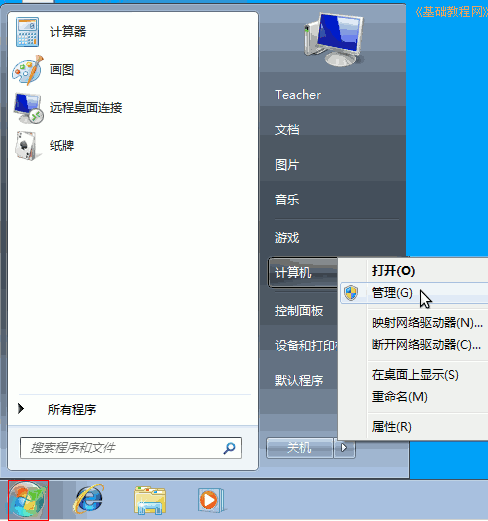 《基础教程网》
计算器
画图
远程桌面连接
纸牌
所有程序
搜索程序和文件
Teacher
文档
图片
音乐
游戏
计算机
控制面板
设备和打印
默认程序
关机
打开(O)
管理(G)
映射网络驱动器(N)...
断开网络驱动器(C)...
在桌面上显示(S)
重命名(M)
属性(R)